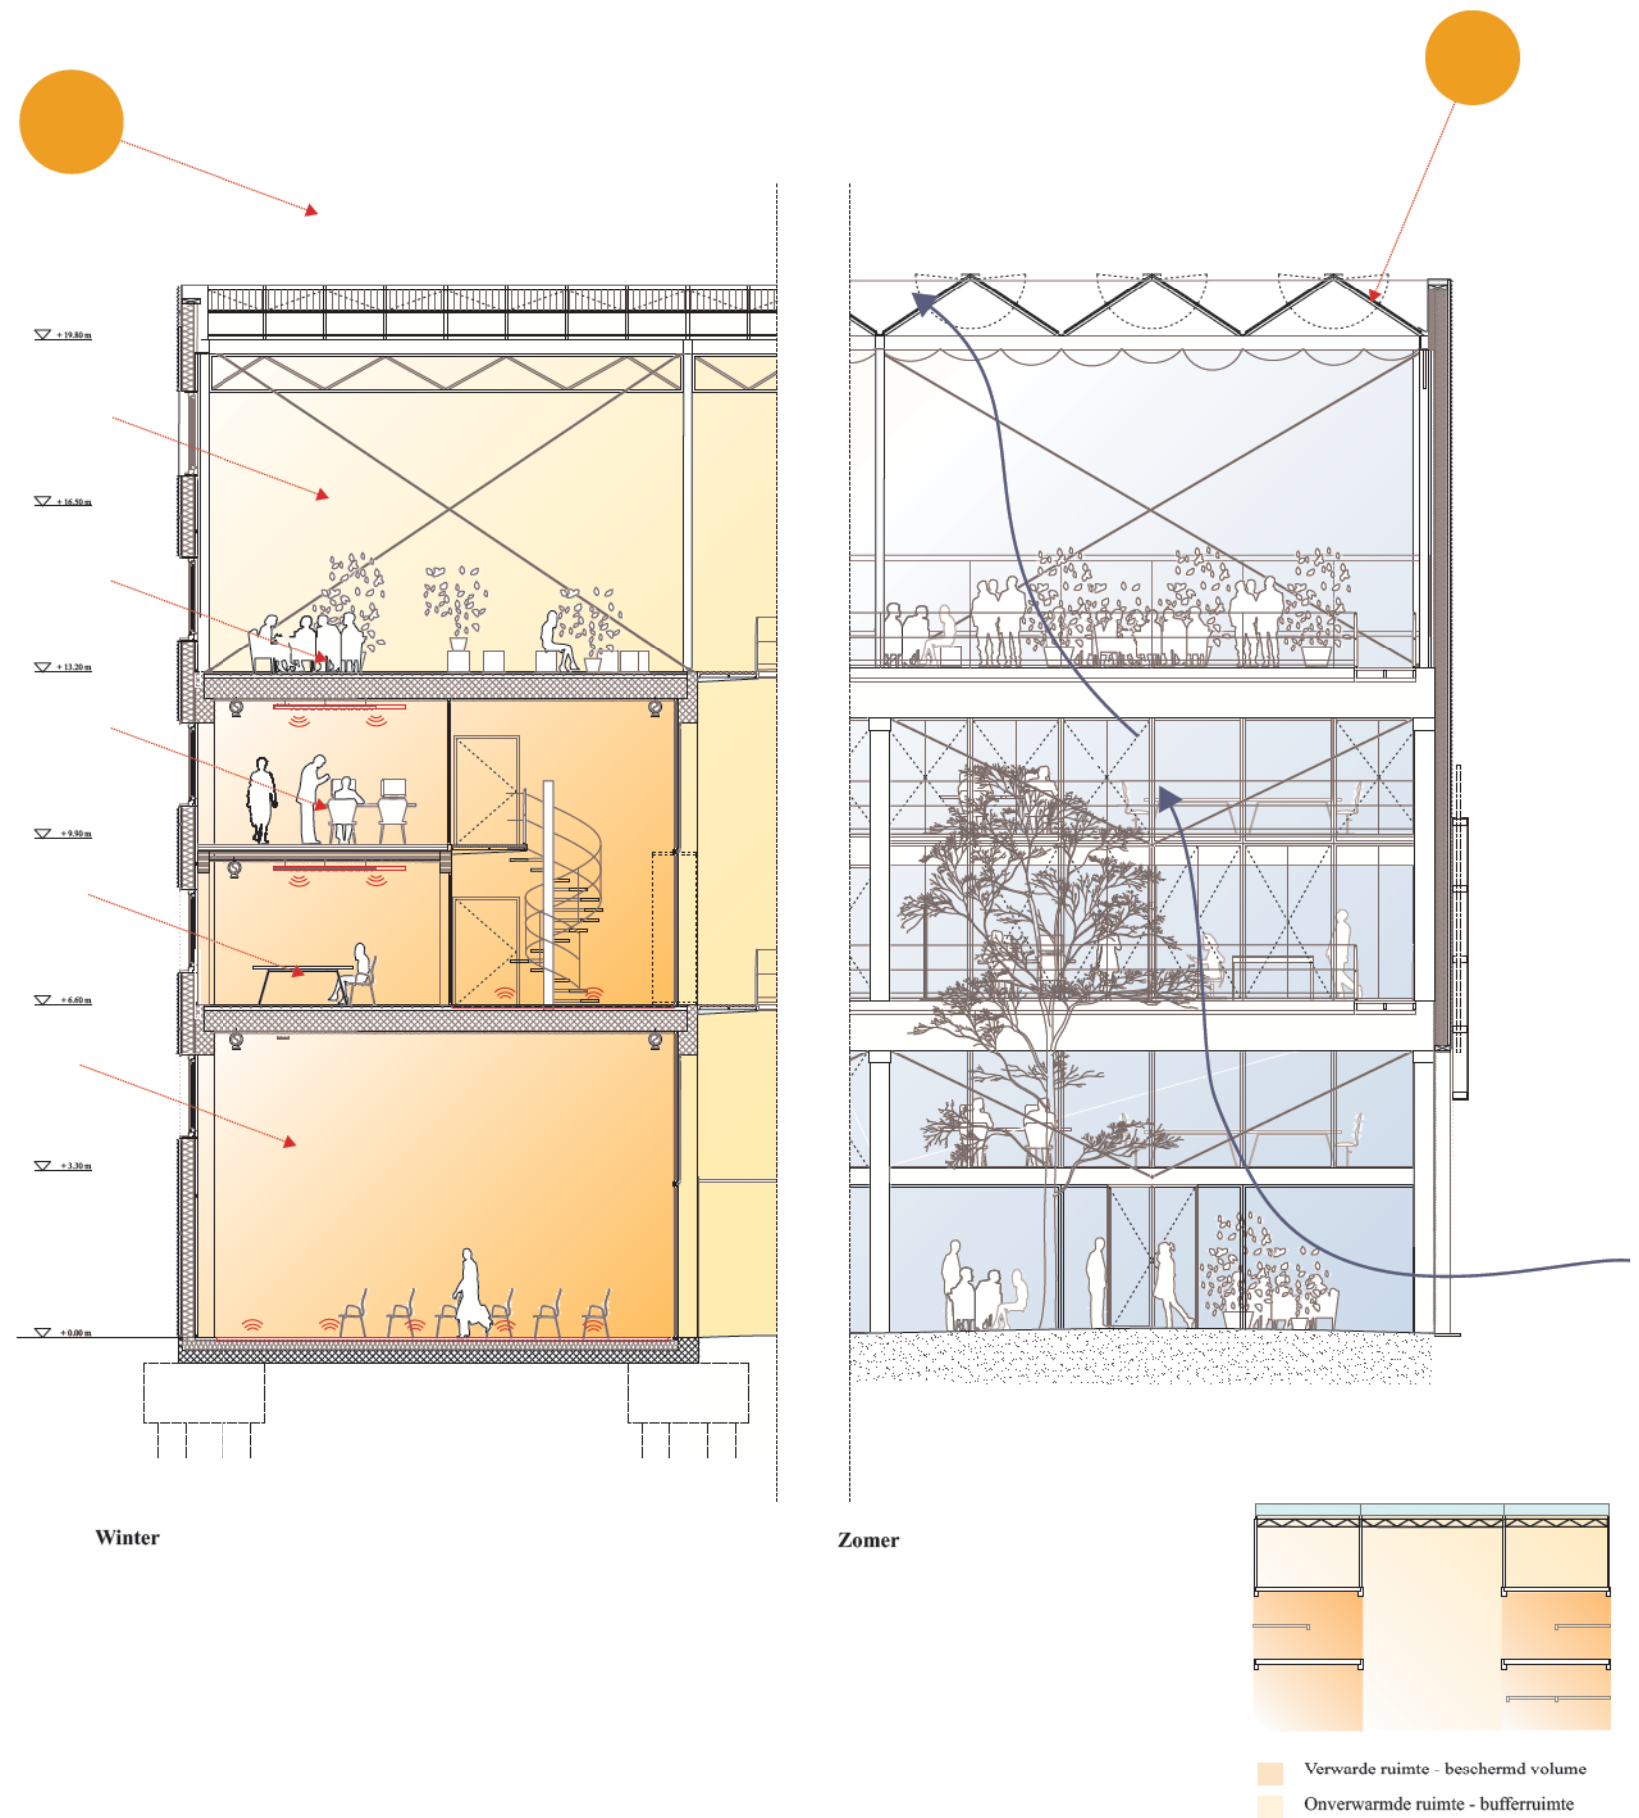 + 19.80 m
+ 16.50 m
+ 13.20 m
+ 9.90 m
+ 6.60 m
+ 3.30 m
+ 0.00 m
Winter
Zomer
Verwarde ruimte - beschermd volume
Onverwarmde ruimte - bufferruimte